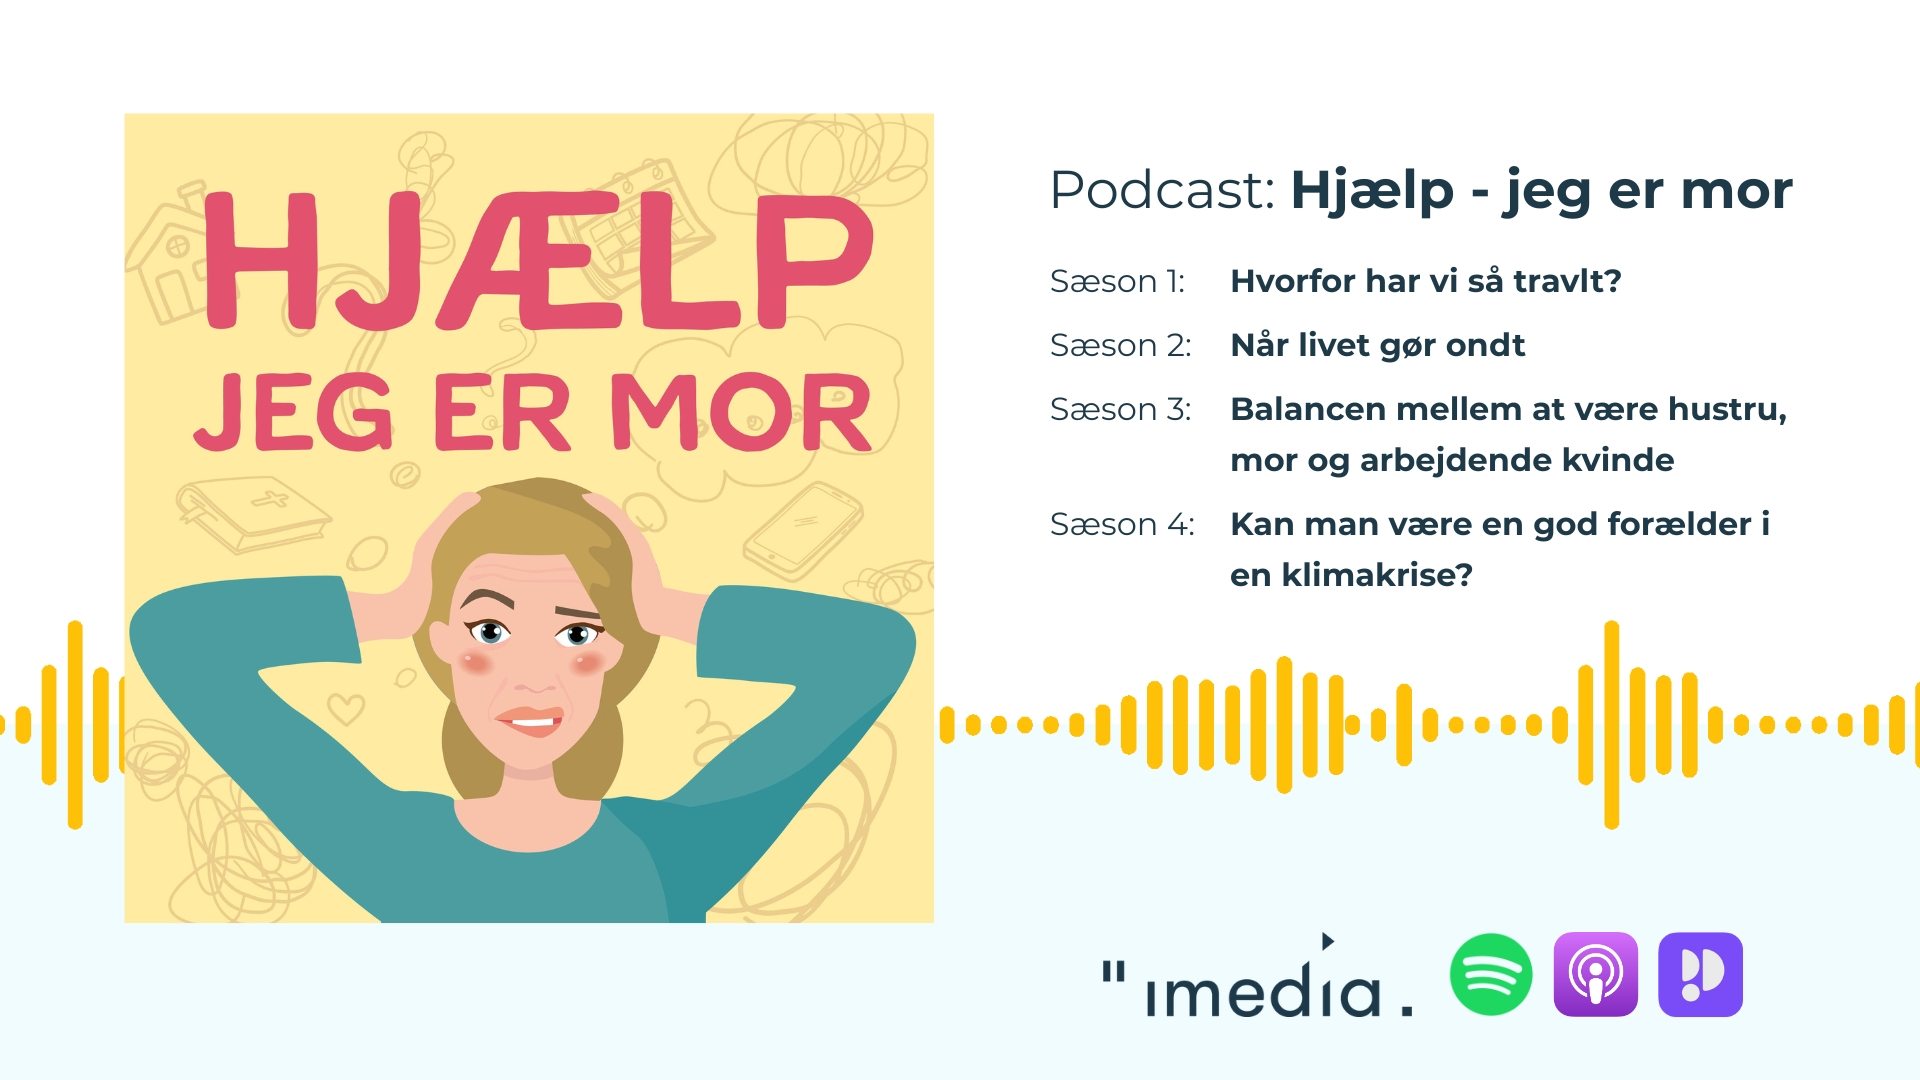 HJÆLP
JEG ER MOR
Podcast: Hjælp - jeg er mor
Sæson 1: Hvorfor har vi så travlt?
Sæson 2: Når livet gør ondt
Sæson 3: Balancen mellem at være hustru,
mor og arbejdende kvinde
Sæson 4: Kan man være en god forælder i
en klimakrise?
" imedia .